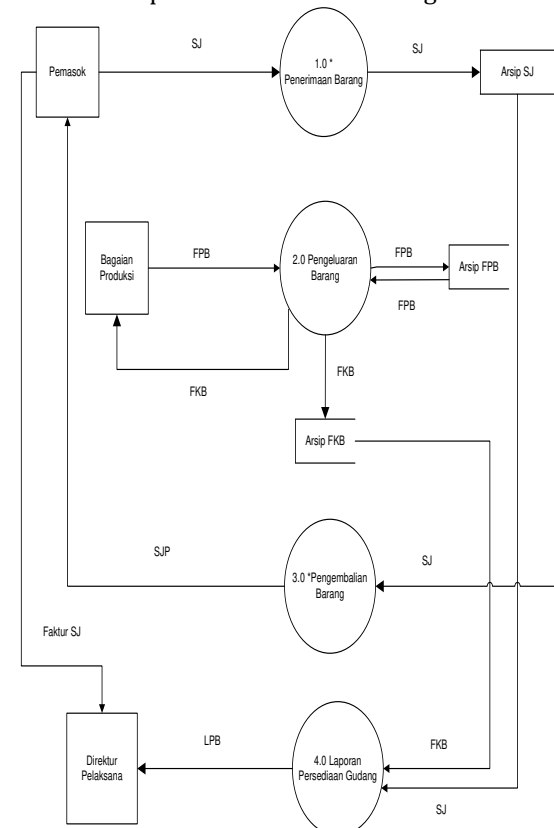 SJ
SJ
Pemasok
1.0 *
Penerimaan Barang
Arsip SJ
Bagaian
Produksi
FPB
2.0 Pengeluaran
Barang
FPB
Arsip FPB
FPB
FKB
FKB
Arsip FKB
SJP
3.0 *Pengembalian
Barang
SJ
Faktur SJ
Direktur
Pelaksana
LPB
4.0 Laporan
Persediaan Gudang
FKB
SJ